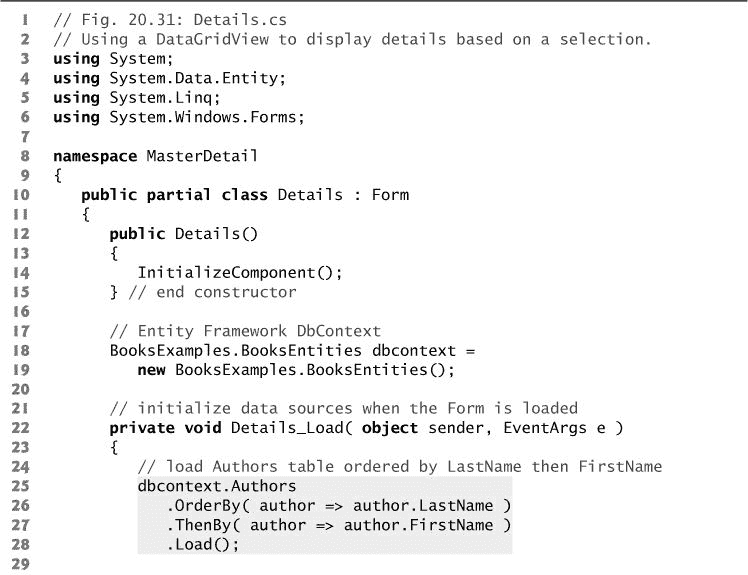 1 // Fig. 20.31: Details.cs
2 // Using a DataGridView to display details based on a selection.
3 using System;
4 using System.Data.Entity;
5 using System.Linq;
6 using System.Windows.Forms;
7
8 namespace MasterDetail
9 {
10 public partial class Details : Form
11 {
12 public Details()
13 {
14 InitializeComponent();
15 } // end constructor
16
17 // Entity Framework DbContext
18 BooksExamples.BooksEntities dbcontext =
19 new BooksExamples.BooksEntities();
20
21 // initialize data sources when the Form is loaded
22 private void Details_Load( object sender, EventArgs e )
23 {
24 // load Authors table ordered by LastName then FirstName
25 dbcontext.Authors
26 .OrderBy( author => author.LastName )
27 .ThenBy( author => author.FirstName )
28 .Load();
29